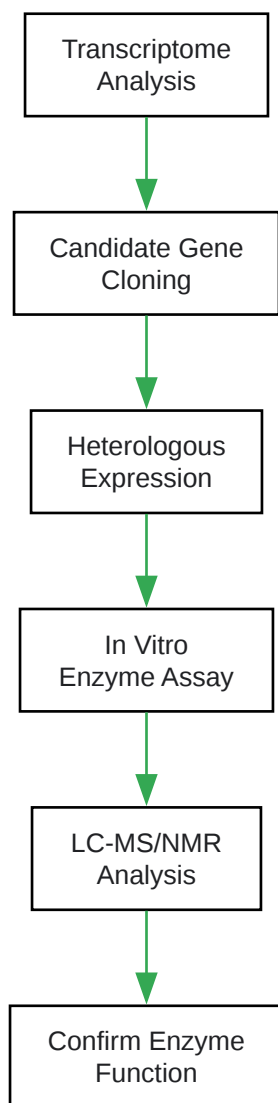 Transcriptome
Analysis
Candidate Gene
Cloning
Heterologous
Expression
In Vitro
Enzyme Assay
LC-MS/NMR
Analysis
Confirm Enzyme
Function